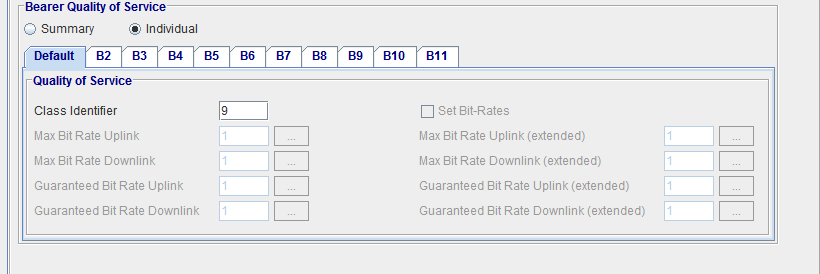 Bearer Quality of Service
Summary Individual
Default B2 B3 B4 B5 B6 B7 B8 B9 B10 B11
Quality of Service
Class Identifier 9 Set Bit-Rates
Max Bit Rate Uplink 1 ... Max Bit Rate Uplink (extended) 1 ...
Max Bit Rate Downlink 1 ... Max Bit Rate Downlink (extended) 1 ...
Guaranteed Bit Rate Uplink 1 ... Guaranteed Bit Rate Uplink (extended) 1 ...
Guaranteed Bit Rate Downlink 1 ... Guaranteed Bit Rate Downlink (extended) 1 ...